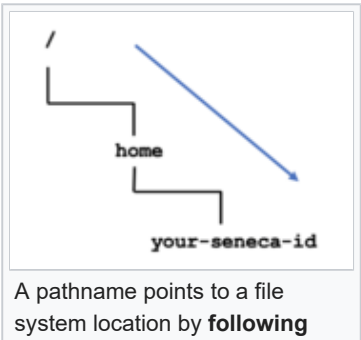 /
home
your-seneca-id
A pathname points to a file
system location by following